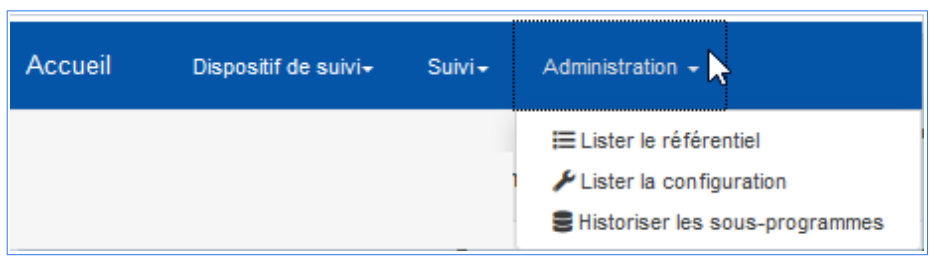 Accueil Dispositif de suivi Suivi Administration
Lister le référentiel
Lister la configuration
Historiser les sous-programmes